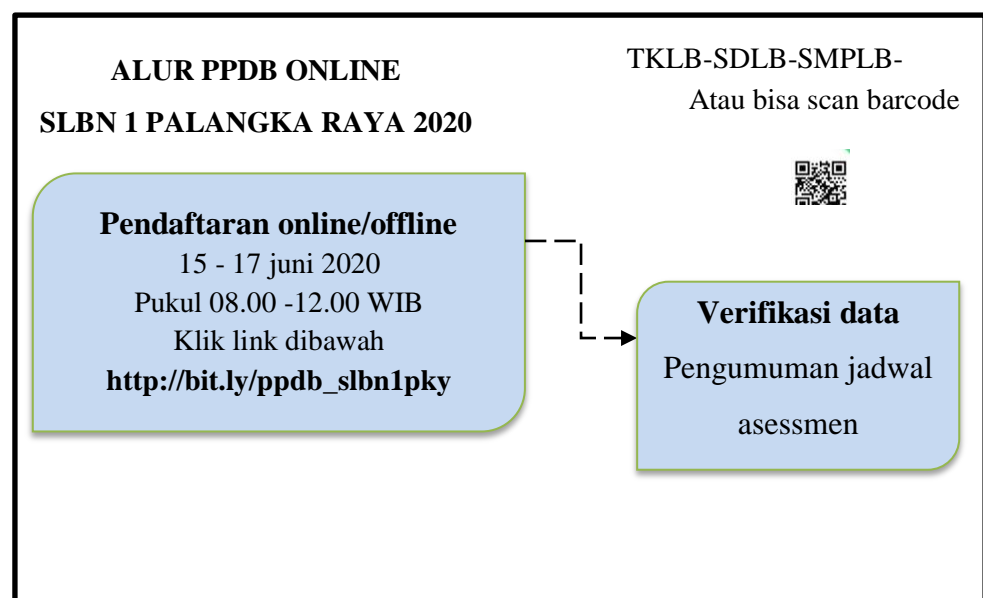 ALUR PPDB ONLINE
SLBN 1 PALANGKA RAYA 2020
TKLB-SDLB-SMPLB-
Atau bisa scan barcode
Pendaftaran online/offline
15 - 17 juni 2020
Pukul 08.00 -12.00 WIB
Klik link dibawah
http://bit.ly/ppdb_slbn1pky
Verifikasi data
Pengumuman jadwal
asessmen